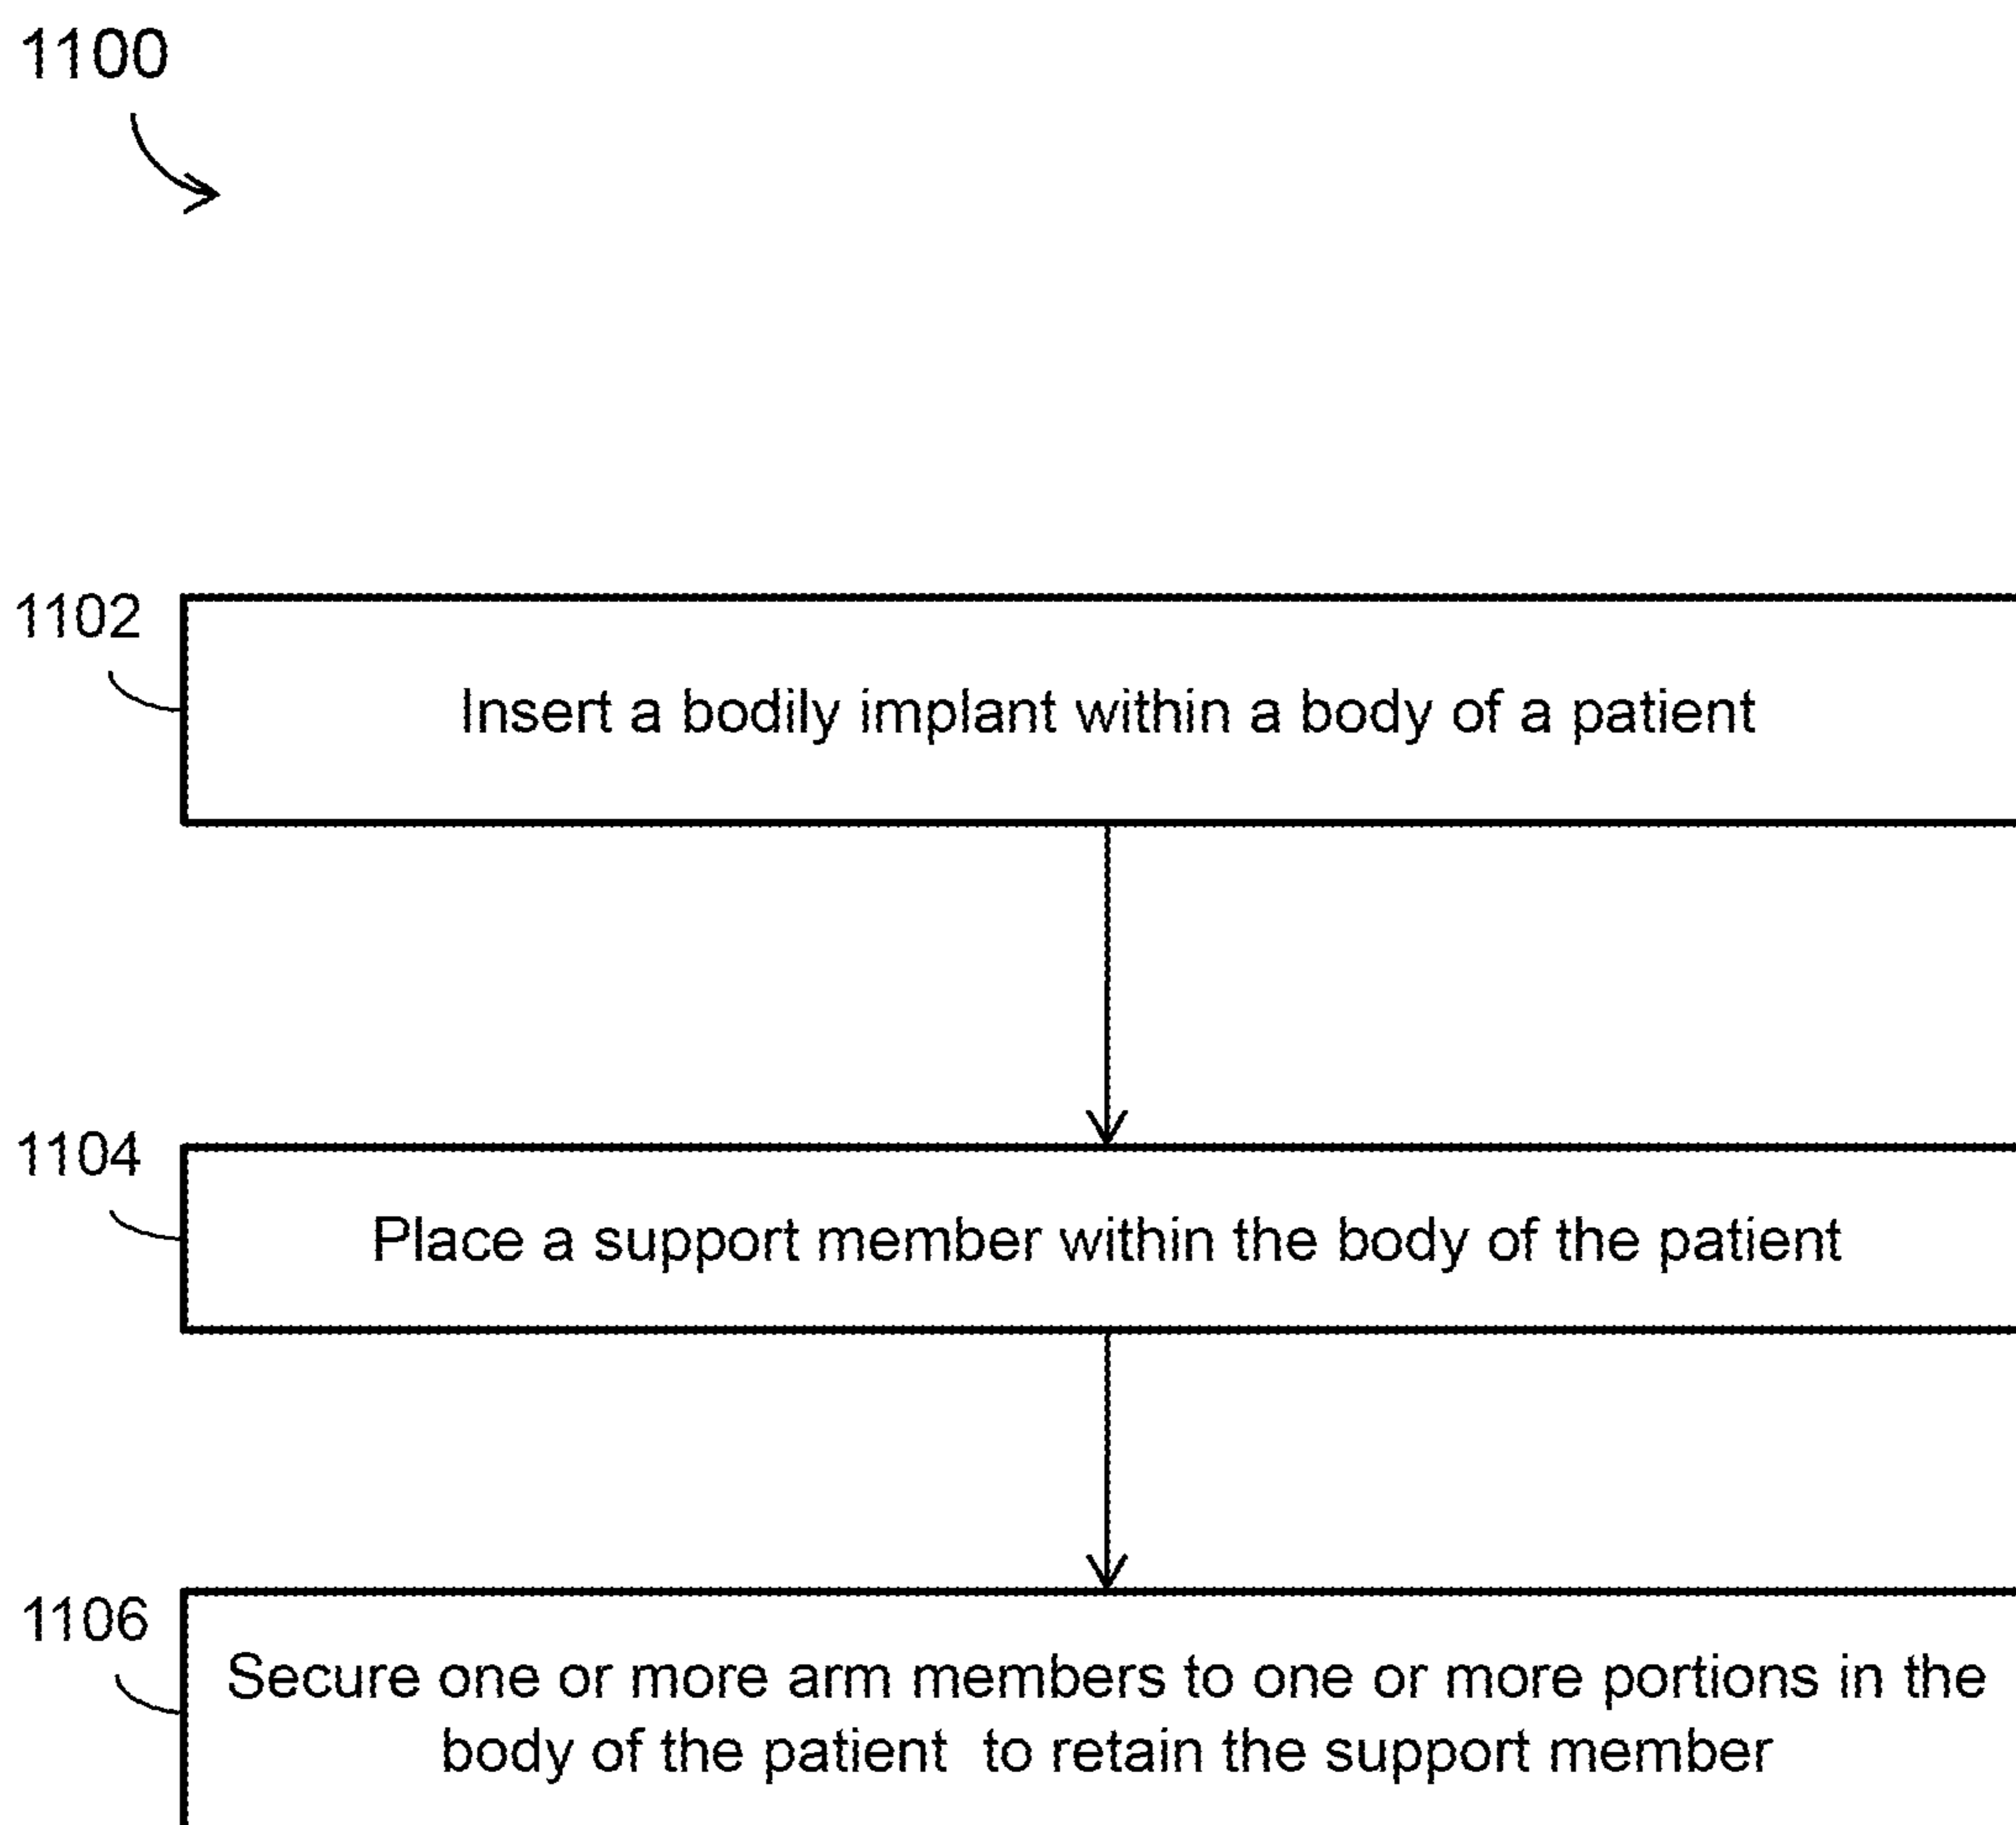 1100
1102
Insert a bodily implant within a body of a patient
1104
Place a support member within the body of the patient
1106
Secure one or more arm members to one or more portions in the
body of the patient to retain the support member